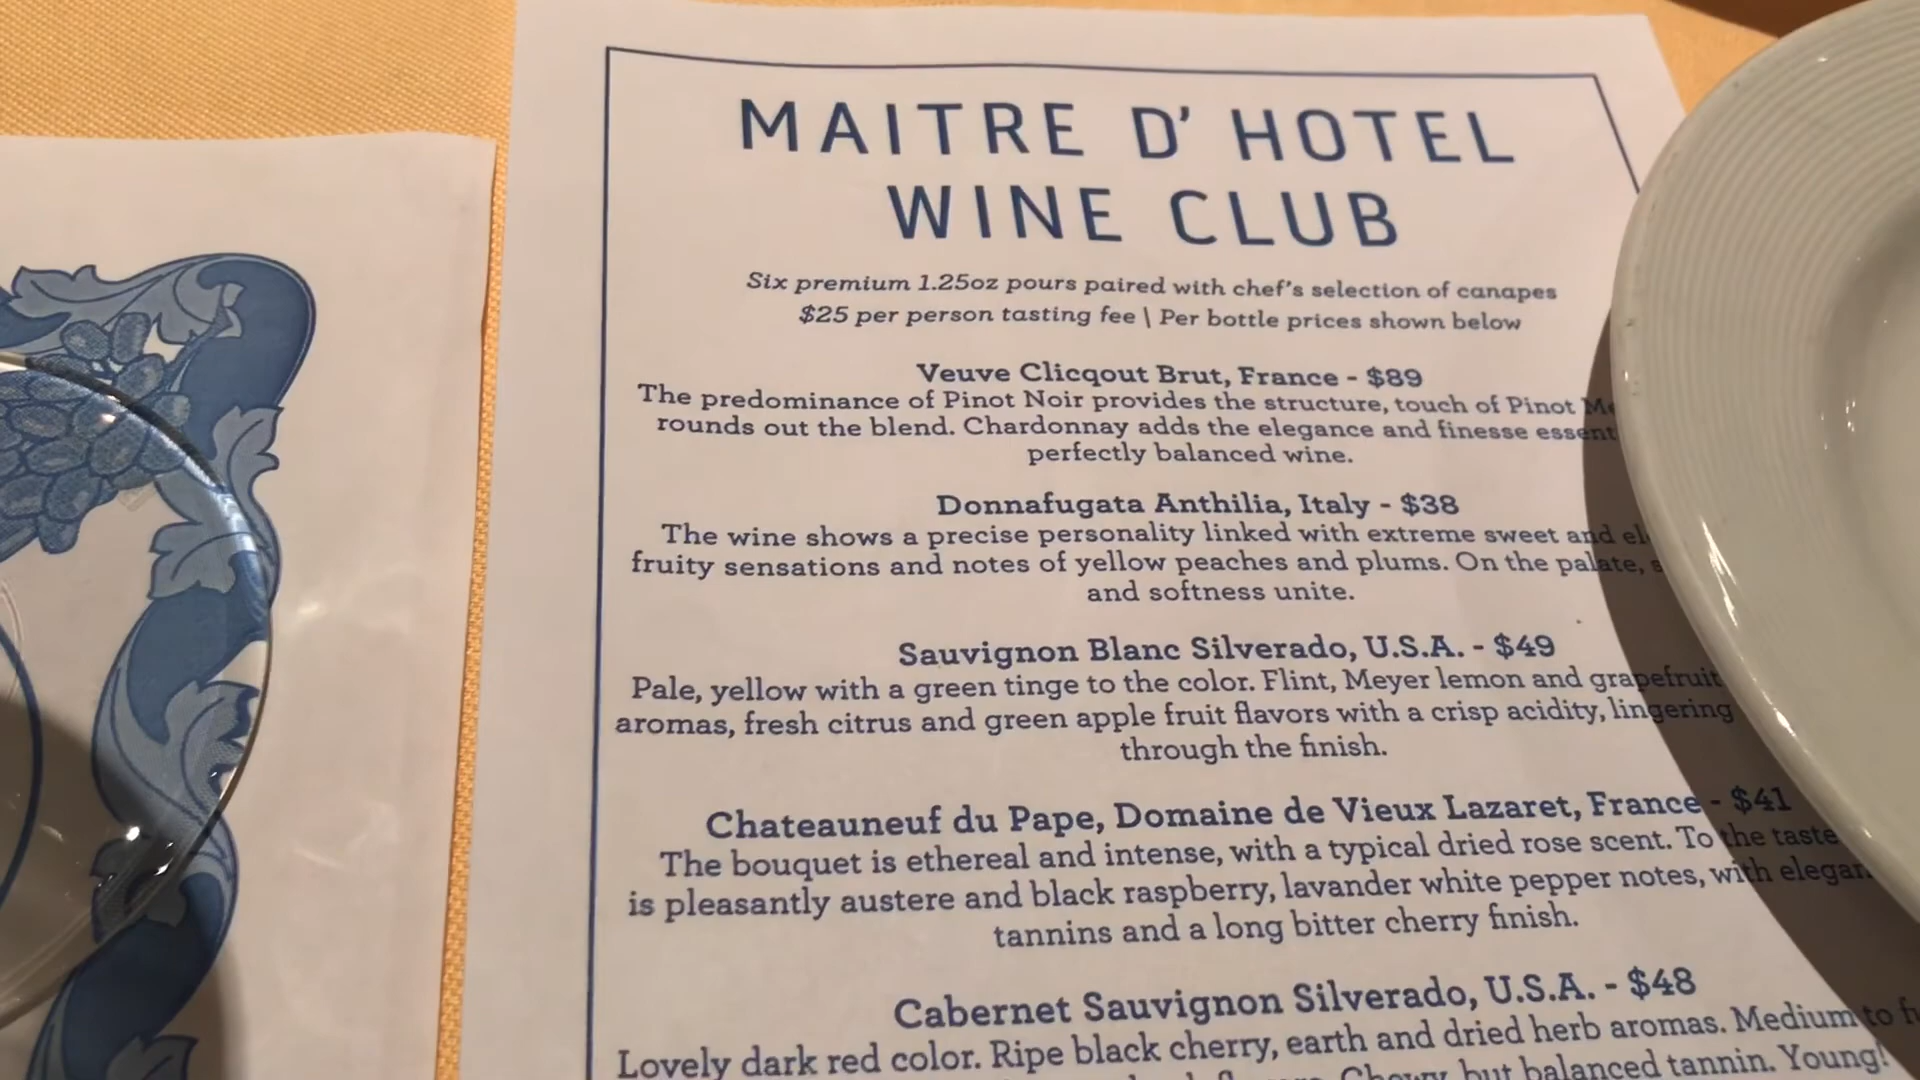 MAITRE D' HOTEL
WINE CLUB
Six premium 1.25oz pours paired with chef's selection of canapes
$25 per person tasting fee | Per bottle prices shown below
Veuve Clicqout Brut, France - $89
The predominance of Pinot Noir provides the structure, touch of Pinot
rounds out the blend. Chardonnay adds the elegance and finesse
perfectly balanced wine.
Donnafugata Anthilia, Italy - $38
The wine shows a precise personality linked with extreme sweet and
fruity sensations and notes of yellow peaches and plums. On the palate,
and softness unite.
Sauvignon Blanc Silverado, U.S.A. - $49
Pale, yellow with a green tinge to the color. Flint, Meyer lemon and grapefruit
aromas, fresh citrus and green apple fruit flavors with a crisp acidity, lingering
through the finish.
Chateauneuf du Pape, Domaine de Vieux Lazaret, France - $41
The bouquet is ethereal and intense, with a typical dried rose scent. To the taste
is pleasantly austere and black raspberry, lavander white pepper notes, with
tannins and a long bitter cherry finish.
Cabernet Sauvignon Silverado, U.S.A. - $48
Lovely dark red color. Ripe black cherry, earth and dried herb aromas. Medium to
Chewy but balanced tannin. Young!